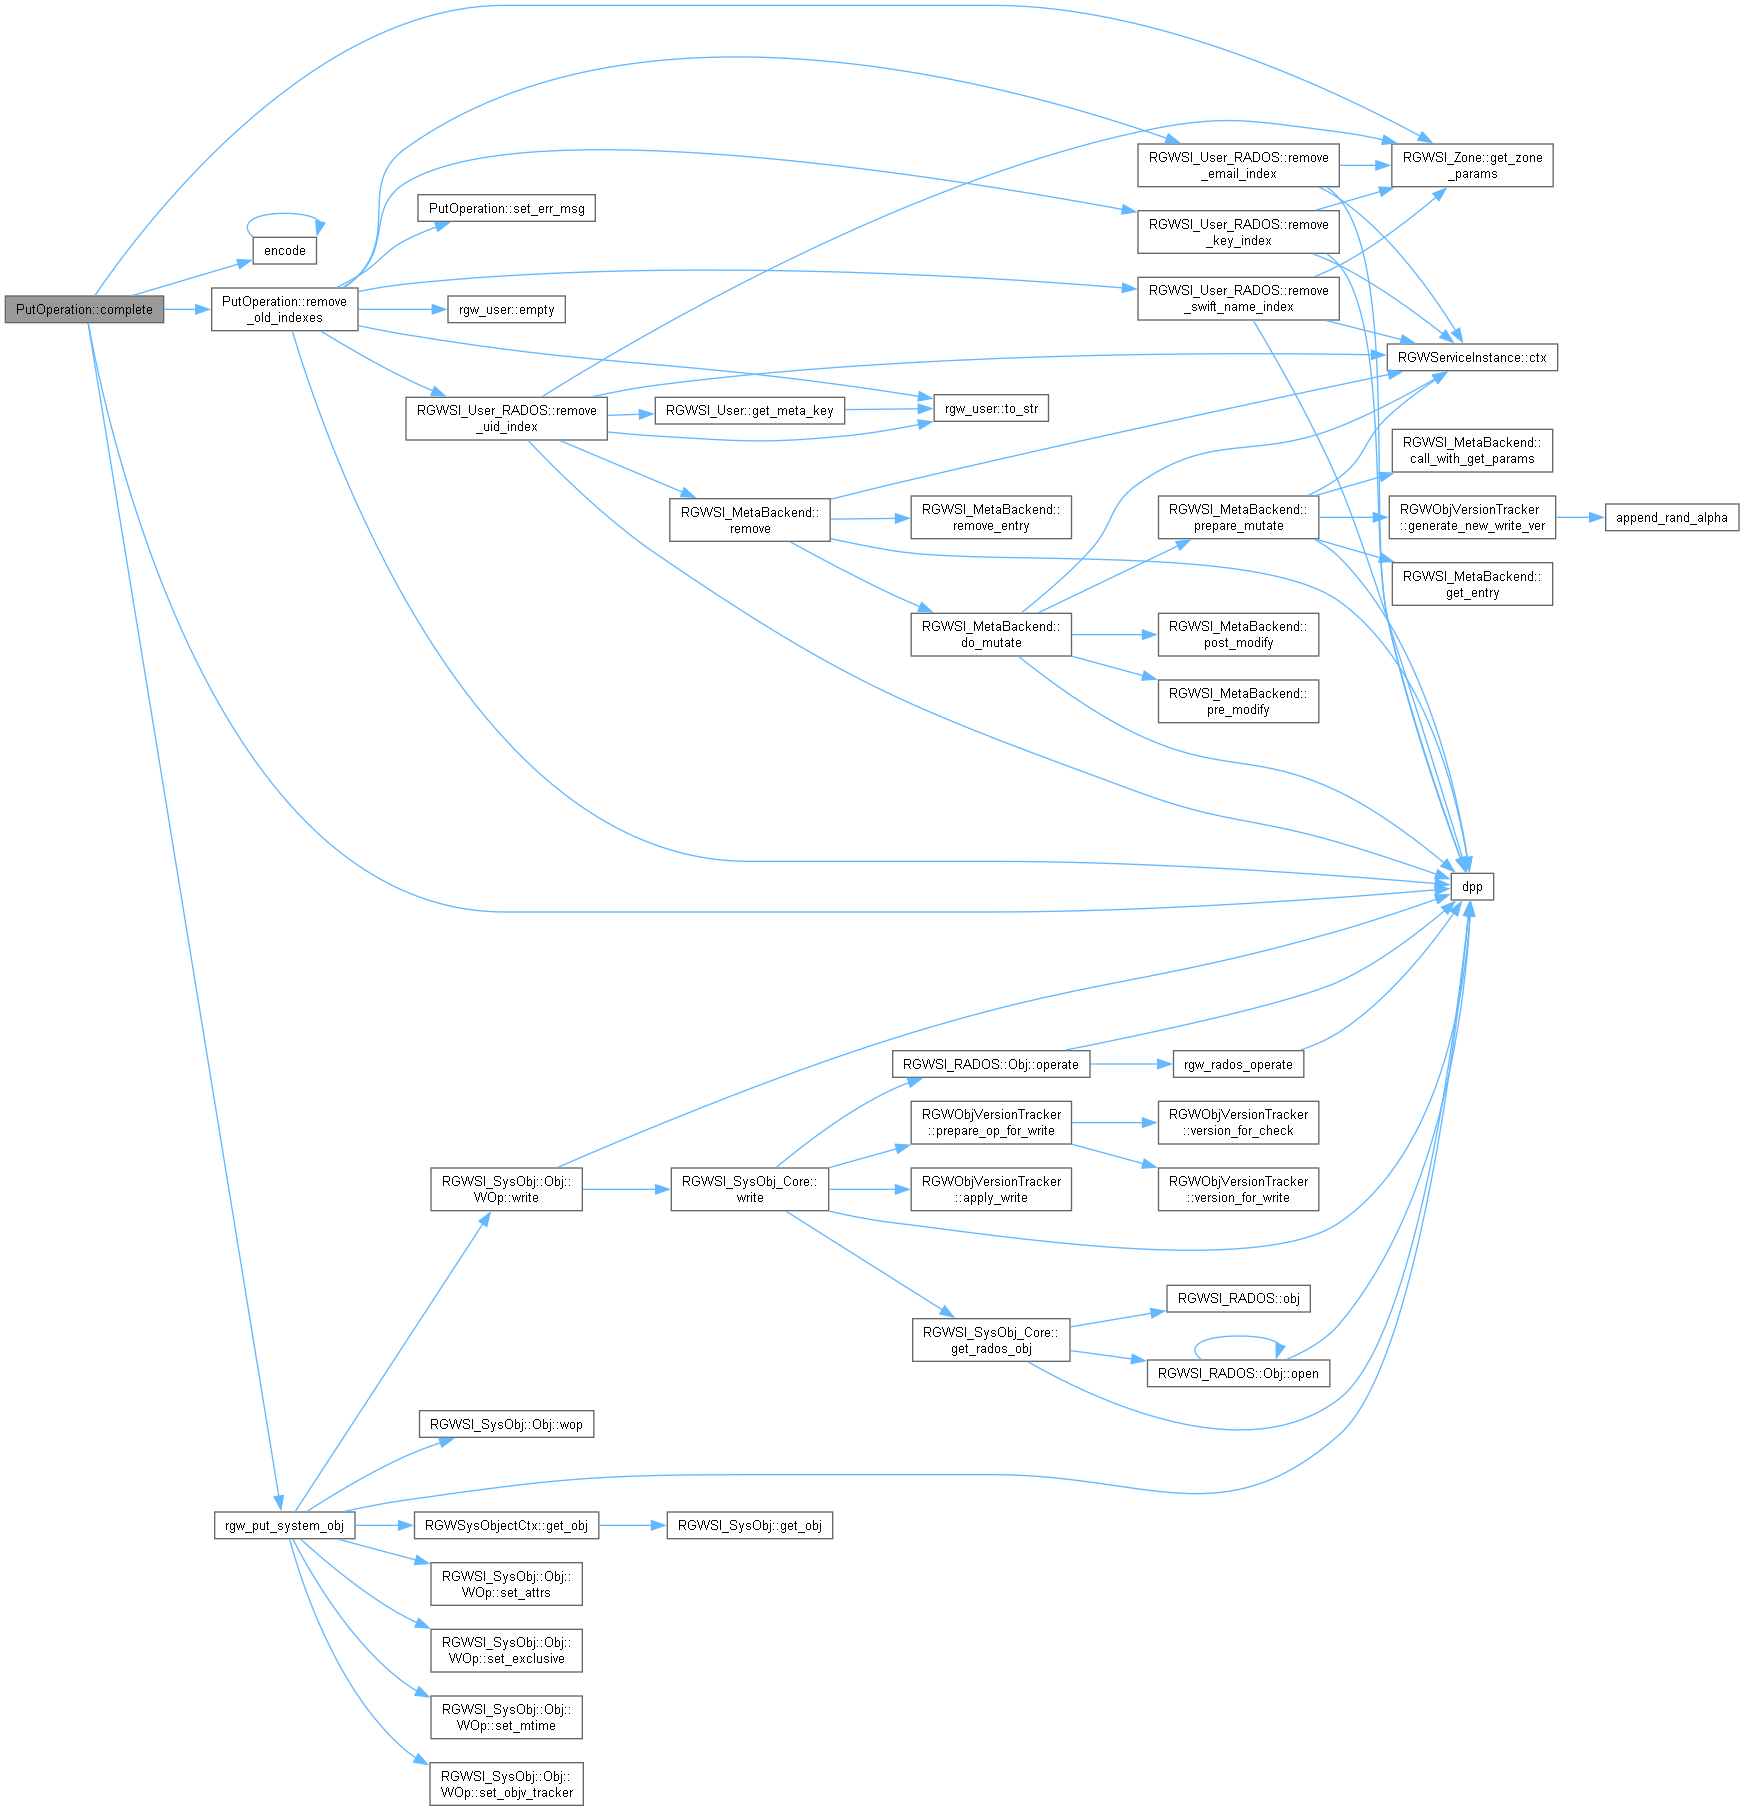 PutOperation::complete
encode
PutOperation::remove
_old_indexes
PutOperation::set_err_msg
rgw_user::empty
RGWSI_User_RADOS::remove
_uid_index
RGWSI_User::get_meta_key
rgw_user::to_str
RGWSI_User_RADOS::remove
_email_index
RGWSI_User_RADOS::remove
_key_index
RGWSI_User_RADOS::remove
_swift_name_index
RGWSI_Zone::get_zone
_params
RGWServiceInstance::ctx
RGWSI_MetaBackend::
remove
RGWSI_MetaBackend::
remove_entry
RGWSI_MetaBackend::
do_mutate
RGWSI_MetaBackend::
prepare_mutate
RGWSI_MetaBackend::
call_with_get_params
RGWObjVersionTracker
::generate_new_write_ver
append_rand_alpha
RGWSI_MetaBackend::
get_entry
RGWSI_MetaBackend::
post_modify
RGWSI_MetaBackend::
pre_modify
dpp
RGWSI_RADOS::Obj::operate
rgw_rados_operate
RGWObjVersionTracker
::prepare_op_for_write
RGWObjVersionTracker
::version_for_check
RGWObjVersionTracker
::version_for_write
RGWSI_SysObj::Obj::
WOp::write
RGWSI_SysObj_Core::
write
RGWObjVersionTracker
::apply_write
RGWSI_SysObj_Core::
get_rados_obj
RGWSI_RADOS::obj
RGWSI_RADOS::Obj::open
RGWSI_SysObj::Obj::wop
rgw_put_system_obj
RGWSysObjectCtx::get_obj
RGWSI_SysObj::get_obj
RGWSI_SysObj::Obj::
WOp::set_attrs
RGWSI_SysObj::Obj::
WOp::set_exclusive
RGWSI_SysObj::Obj::
WOp::set_mtime
RGWSI_SysObj::Obj::
WOp::set_objv_tracker